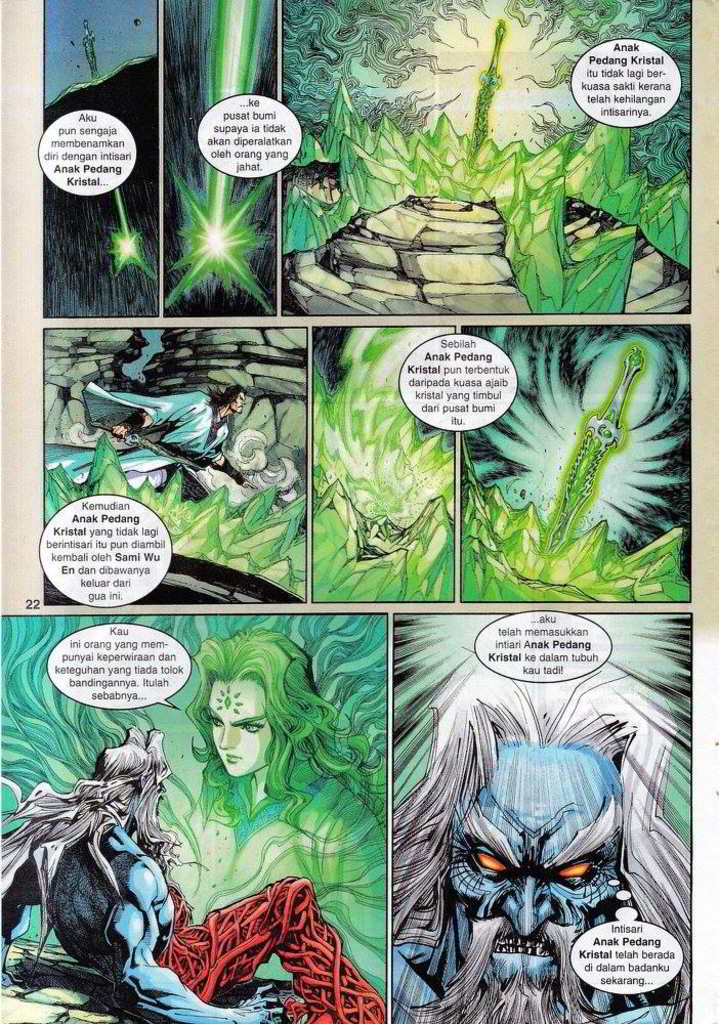 Aku
pun sengaja
membenamkan
diri dengan intisari
Anak Pedang
Kristal...
...ke
pusat bumi
supaya ia tidak
akan diperalatkan
oleh orang yang
jahat.
Anak
Pedang Kristal
itu tidak lagi ber-
kuasa sakti kerana
telah kehilangan
intisarinya.
Kemudian
Anak Pedang
Kristal yang tidak lagi
berintisari itu pun diambil
kembali oleh Sami Wu
En dan dibawanya
keluar dari
gua ini.
Sebilah
Anak Pedang
Kristal pun terbentuk
daripada kuasa ajaib
kristal yang timbul
dari pusat bumi
itu.
22
Kau
ini orang yang mem-
punyai keperwiraan dan
keteguhan yang tiada tolok
bandingannya. Itulah
sebabnya...
...aku
telah memasukkan
intiari Anak Pedang
Kristal ke dalam tubuh
kau tadi!
Intisari
Anak Pedang
Kristal telah berada
di dalam badanku
sekarang...